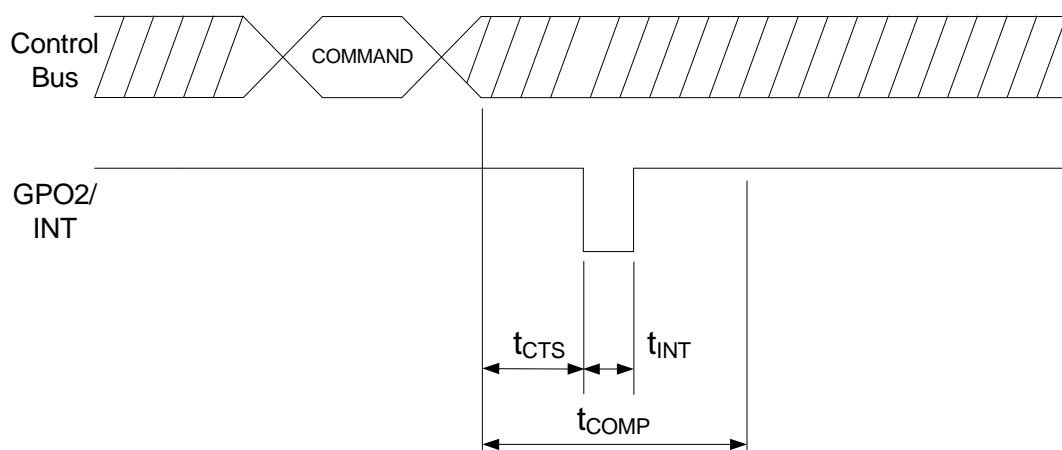 Control
Bus
COMMAND
GPO2/
INT
tCTS
tINT
tCOMP